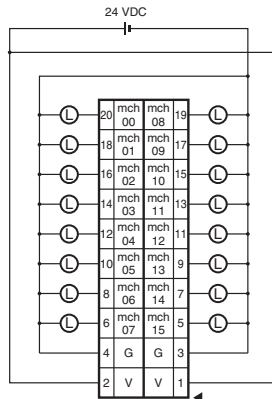 24 VDC
L 20 mch 00 mch 08 19 L
L 18 mch 01 mch 09 17 L
L 16 mch 02 mch 10 15 L
L 14 mch 03 mch 11 13 L
L 12 mch 04 mch 12 11 L
L 10 mch 05 mch 13 9 L
L 8 mch 06 mch 14 7 L
L 6 mch 07 mch 15 5 L
4 G G 3
2 V V 1